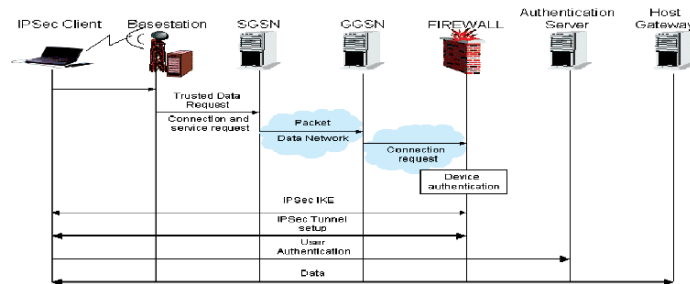 IPSec Client
Basestation
SGSN
GGSN
FIREWALL
Authentication
Server
Host
Gateway
Trusted Data
Request
Connection and
service request
Packet
Data Network
Connection
request
Device
authentication
IPSec IKE
IPSec Tunnel
setup
User
Authentication
Data